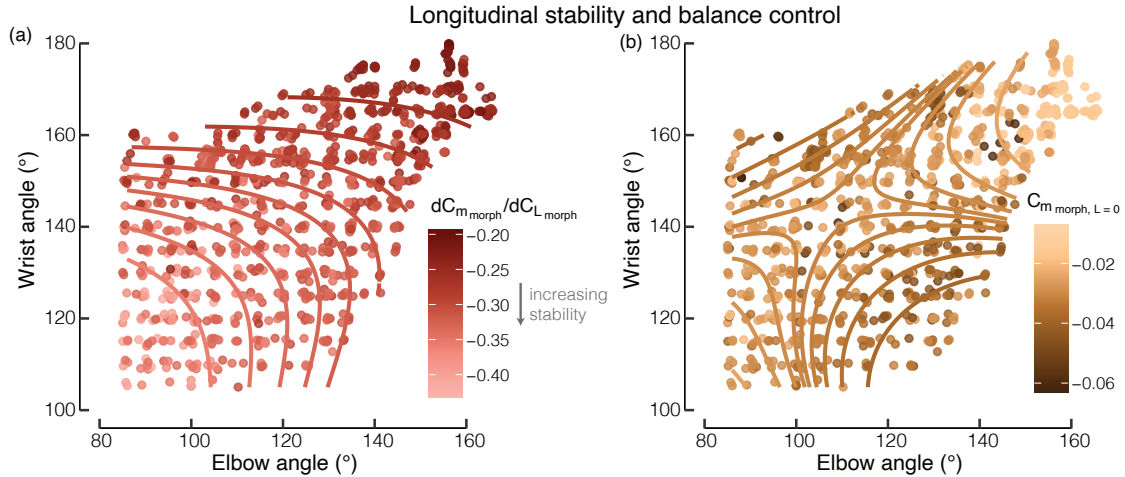 Longitudinal stability and balance control
(a)
180
160
140
120
100
Wrist angle (°)
80
100
120
140
160
Elbow angle (°)
dCm morph/dCL morph
−0.20
−0.25
−0.30
−0.35
−0.40
increasing
stability
(b)
180
160
140
120
100
Wrist angle (°)
80
100
120
140
160
Elbow angle (°)
Cm morph, L = 0
−0.02
−0.04
−0.06